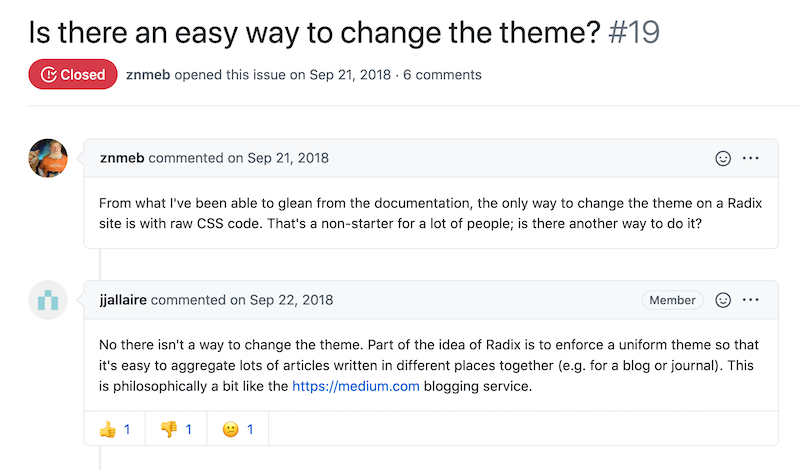 Is there an easy way to change the theme? #19
Closed znmeb opened this issue on Sep 21, 2018 · 6 comments
znmeb commented on Sep 21, 2018
From what I've been able to glean from the documentation, the only way to change the theme on a Radix
site is with raw CSS code. That's a non-starter for a lot of people; is there another way to do it?
jjallaire commented on Sep 22, 2018 Member
No there isn't a way to change the theme. Part of the idea of Radix is to enforce a uniform theme so that
it's easy to aggregate lots of articles written in different places together (e.g. for a blog or journal). This
is philosophically a bit like the https://medium.com blogging service.
👍 1 👎 1 😕 1